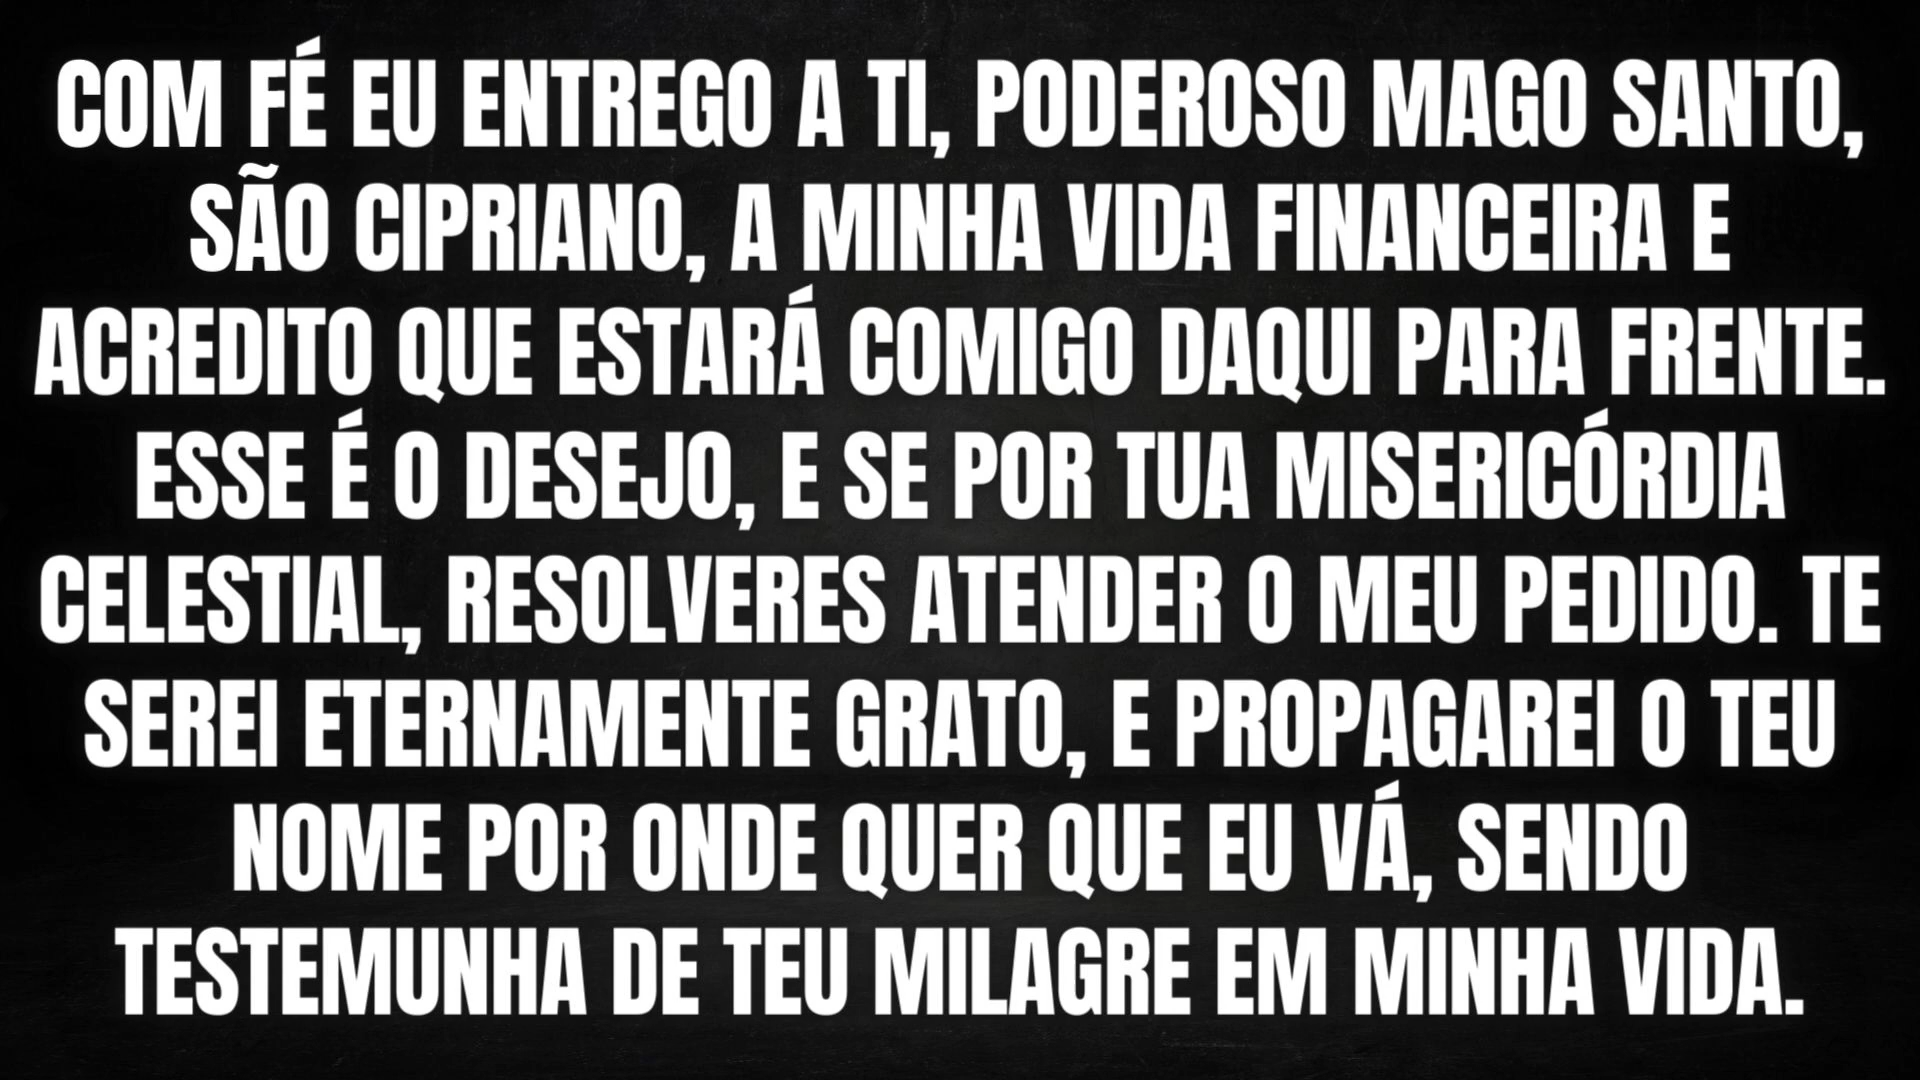 COM FÉ EU ENTREGO A TI, PODEROSO MAGO SANTO,
SÃO CIPRIANO, A MINHA VIDA FINANCEIRA E
ACREDITO QUE ESTARÁ COMIGO DAQUI PARA FRENTE.
ESSE É O DESEJO, E SE POR TUA MISERICÓRDIA
CELESTIAL, RESOLVERES ATENDER O MEU PEDIDO. TE
SEREI ETERNAMENTE GRATO, E PROPAGAREI O TEU
NOME POR ONDE QUER QUE EU VÁ, SENDO
TESTEMUNHA DE TEU MILAGRE EM MINHA VIDA.